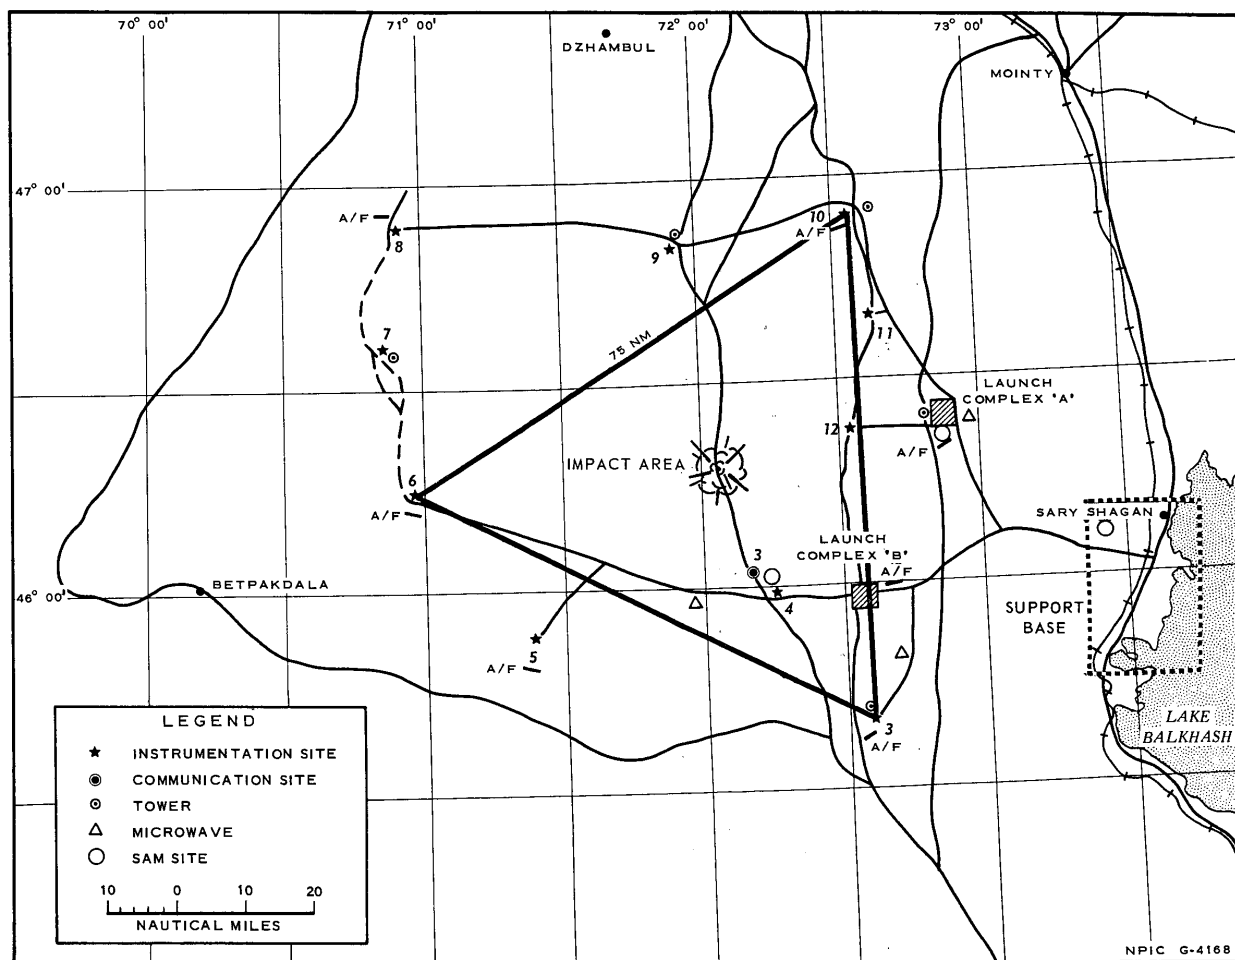 70° 00'
71° 00'
72° 00'
73° 00'
DZHAMBUL
MOINTY
47° 00'
A/F
8
9
10
A/F
11
7
75 NM
LAUNCH
COMPLEX 'A'
12
A/F
IMPACT AREA
6
A/F
SARY SHAGAN
LAUNCH
COMPLEX 'B'
A/F
3
4
BETPAKDALA
46° 00'
SUPPORT
BASE
5
A/F
3
A/F
LAKE
BALKHASH
LEGEND
INSTRUMENTATION SITE
COMMUNICATION SITE
TOWER
MICROWAVE
SAM SITE
10 0 10 20
NAUTICAL MILES
NPIC G-4168